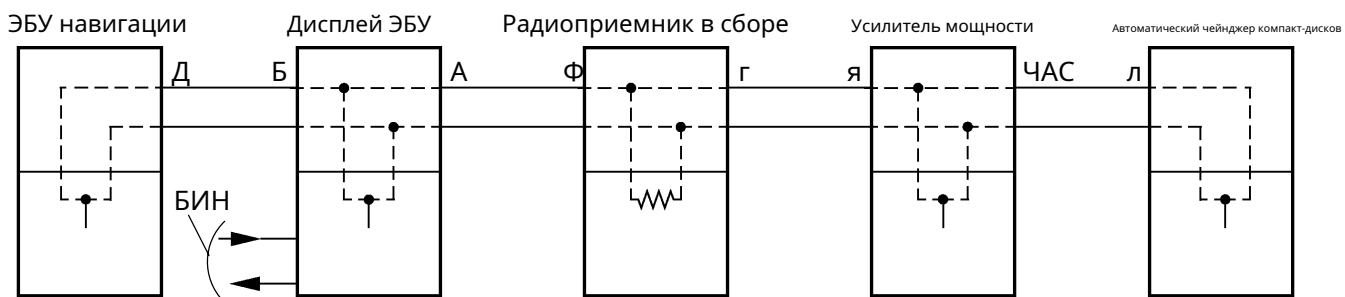 ЭБУ навигации
Дисплей ЭБУ
Радиоприемник в сборе
Усилитель мощности
Автоматический чейнджер компакт-дисков
Д
Б
А
Ф
г
я
ЧАС
л
БИН